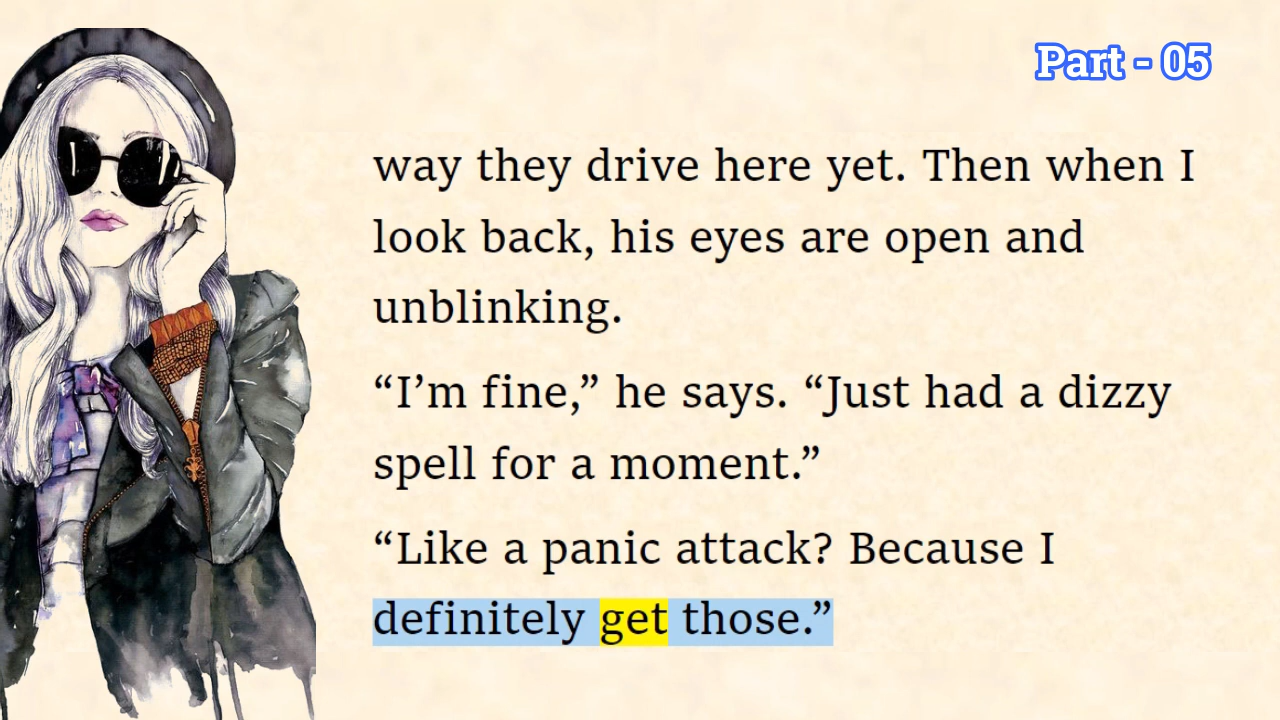 Part - 05
way they drive here yet. Then when I
look back, his eyes are open and
unblinking.
“I’m fine,” he says. “Just had a dizzy
spell for a moment.”
“Like a panic attack? Because I
definitely get those.”